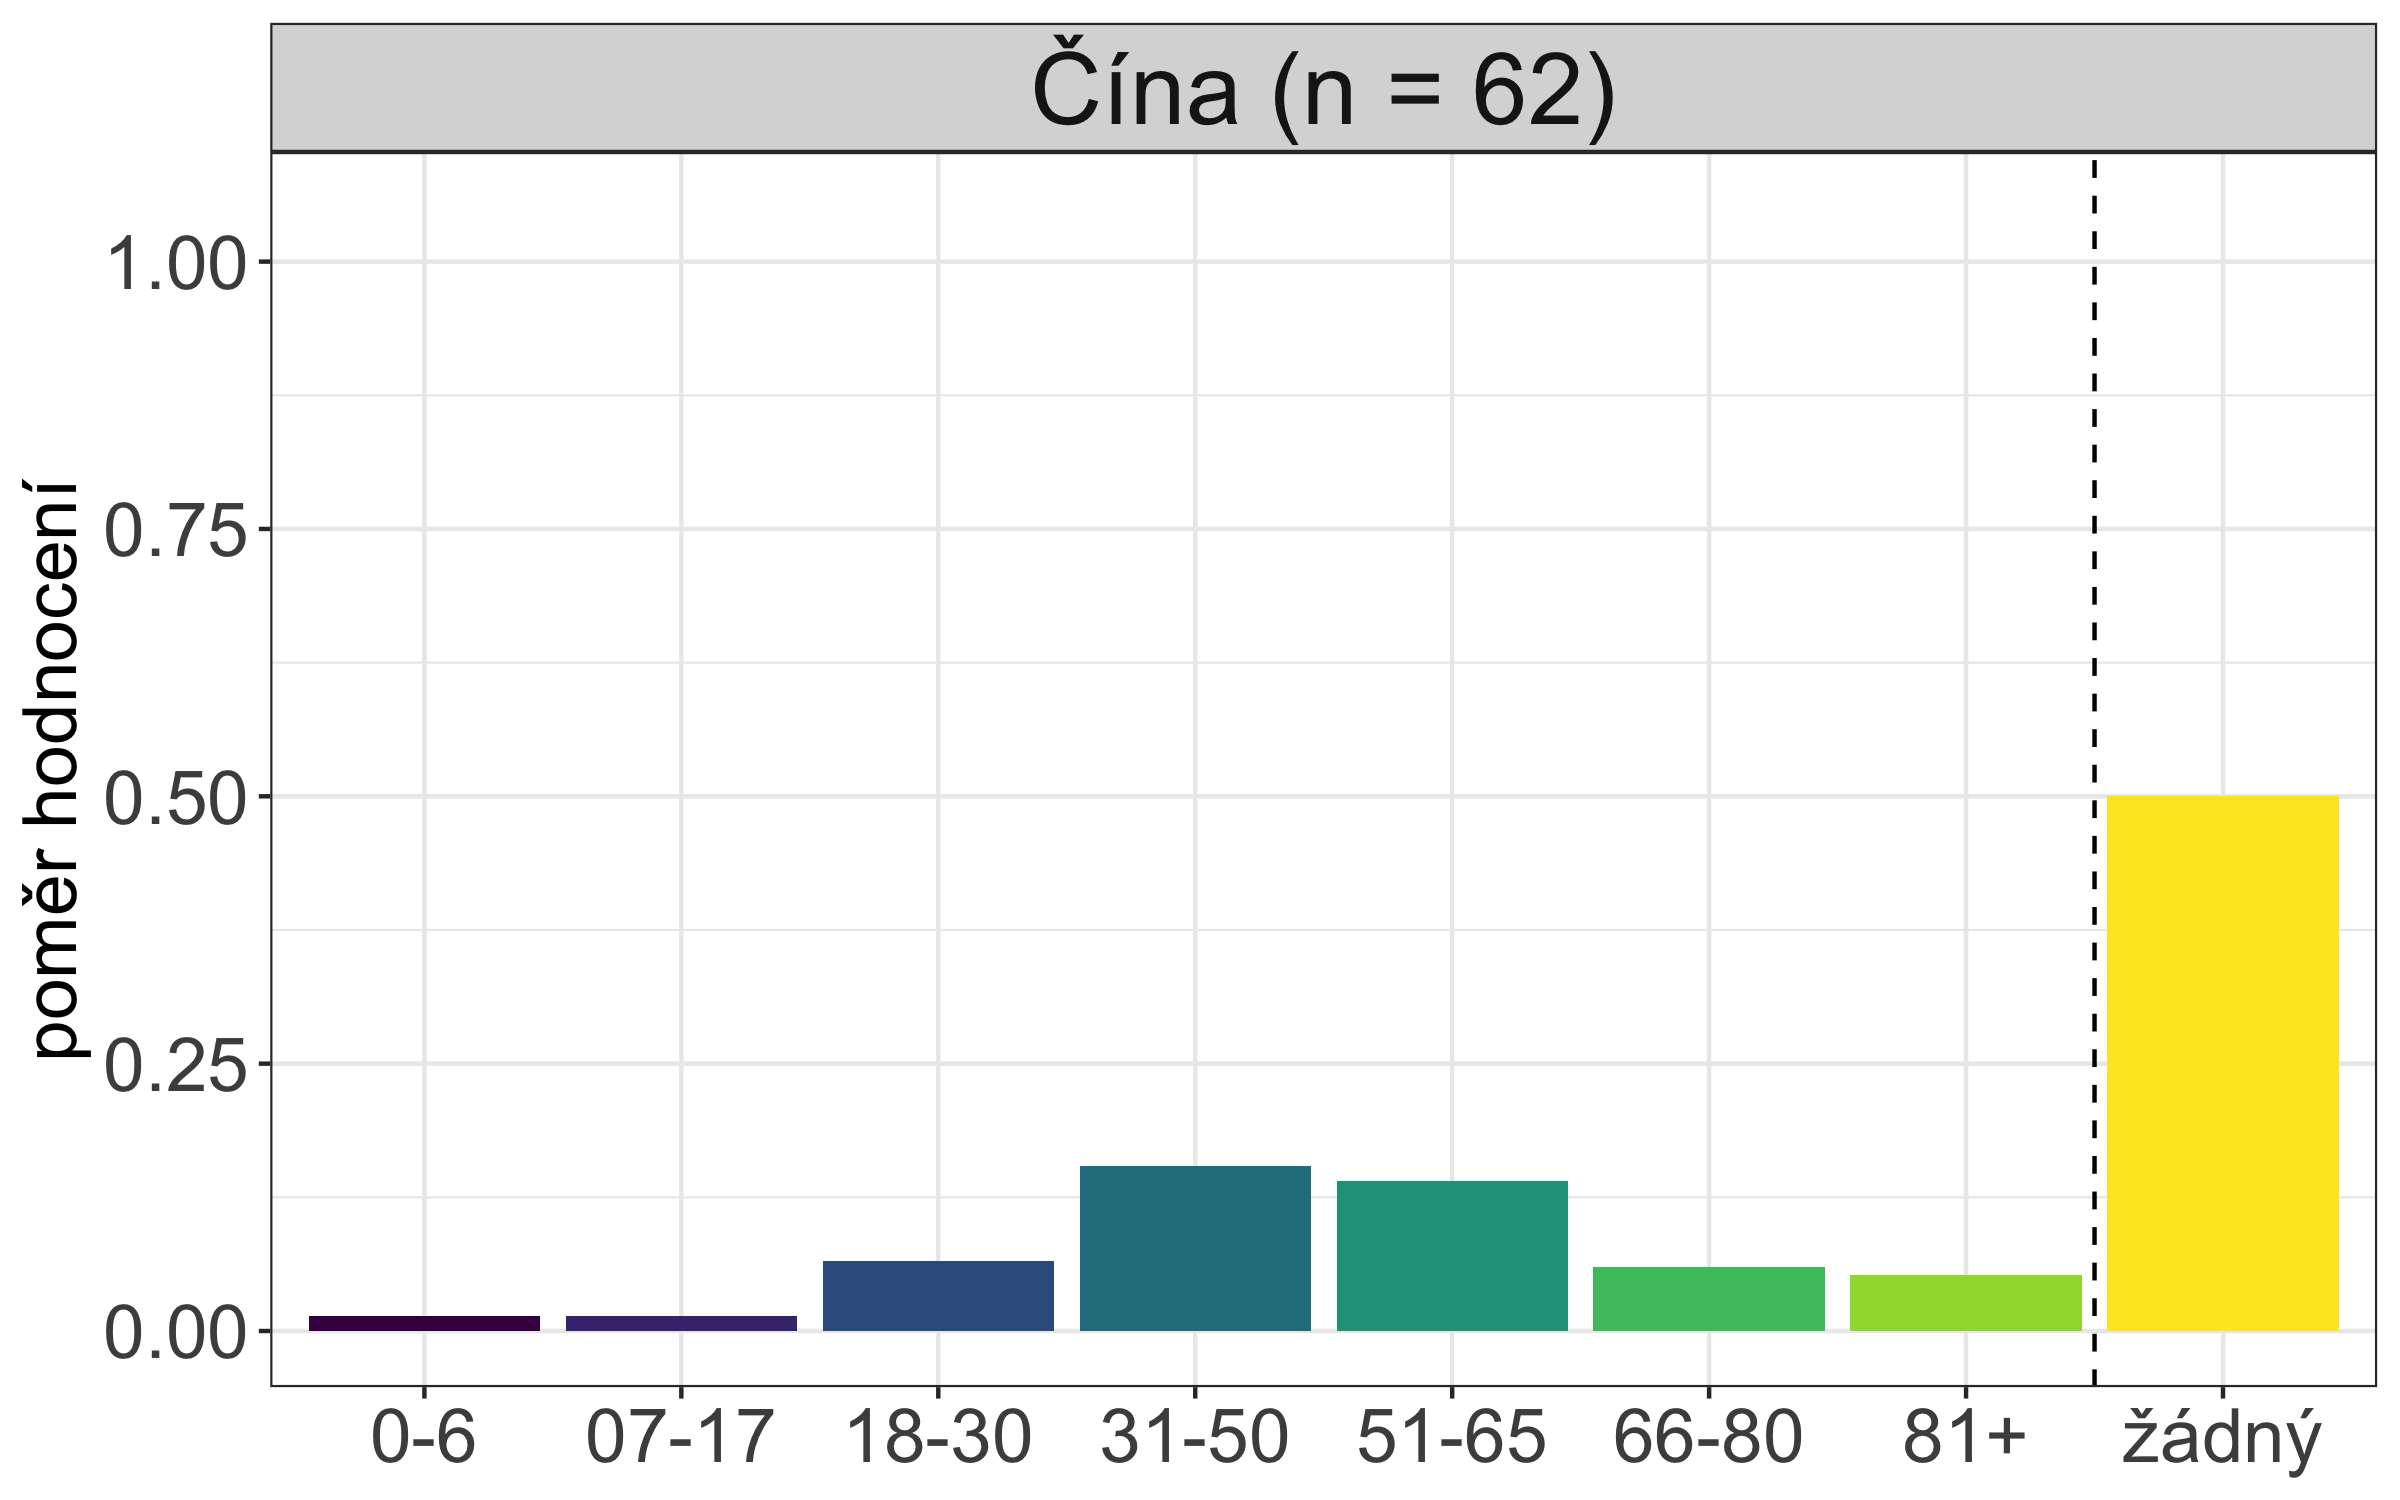 Čína (n = 62)
poměr hodnocení
1.00
0.75
0.50
0.25
0.00
0-6 07-17 18-30 31-50 51-65 66-80 81+ žádný